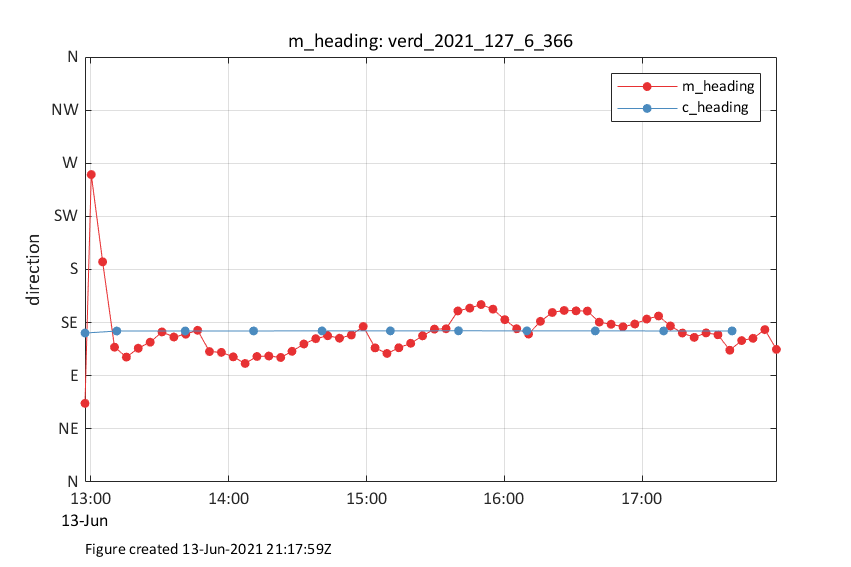 m_heading: verd_2021_127_6_366
m_heading
c_heading
direction
N
NW
W
SW
S
SE
E
NE
N
13:00 14:00 15:00 16:00 17:00
13-Jun
Figure created 13-Jun-2021 21:17:59Z